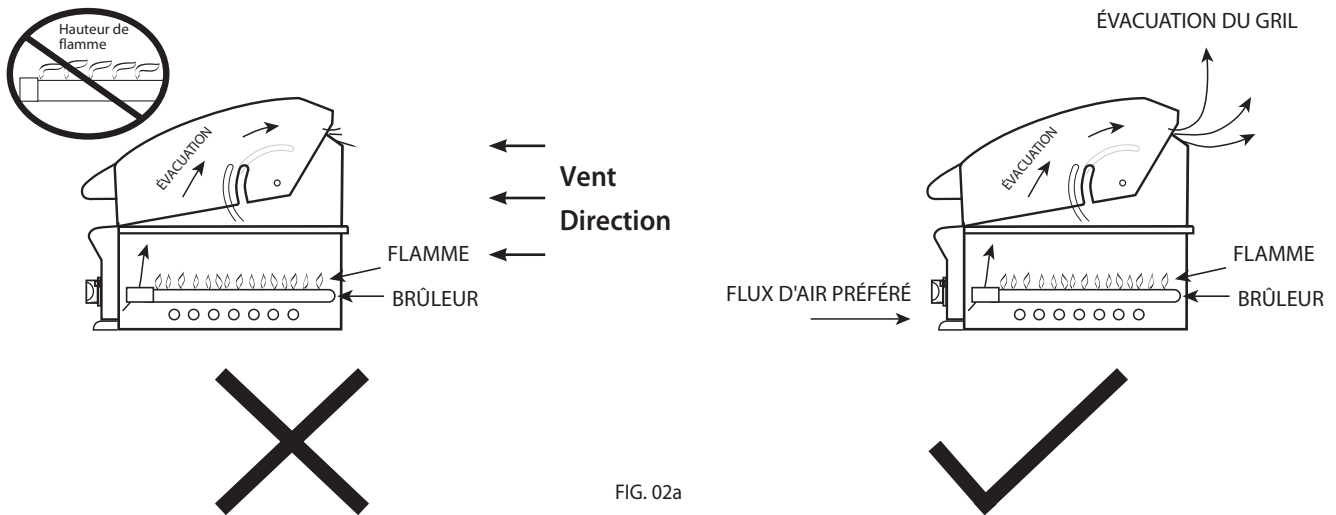 Hauteur de
flamme
ÉVACUATION
Vent
Direction
FLAMME
BRÛLEUR
ÉVACUATION DU GRIL
ÉVACUATION
FLUX D'AIR PRÉFÉRÉ
FLAMME
BRÛLEUR
FIG. 02a